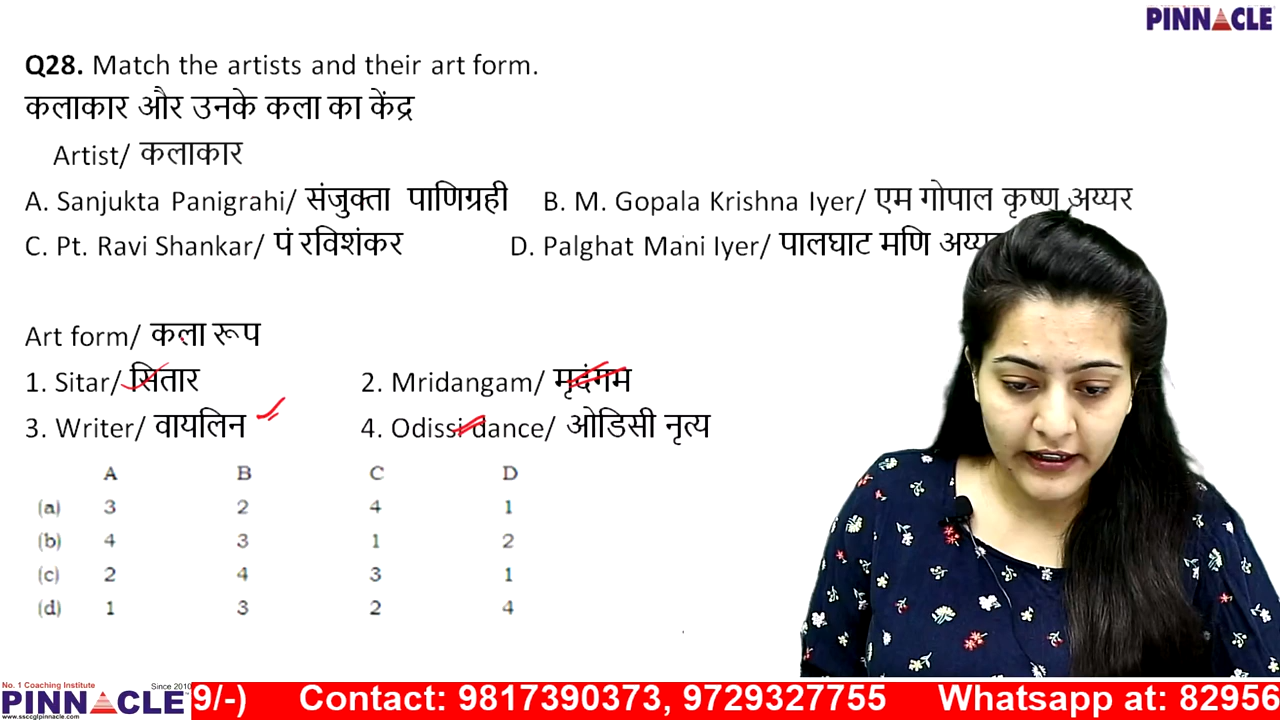 PINNACLE
Q28. Match the artists and their art form.
कलाकार और उनके कला का केंद्र
Artist/ कलाकार
A. Sanjukta Panigrahi/ संजुक्ता पाणिग्रही B. M. Gopala Krishna Iyer/ एम गोपाल कृष्ण अय्यर
C. Pt. Ravi Shankar/ पं रविशंकर D. Palghat Mani Iyer/ पालघाट मणि
Art form/ कला रूप
1. Sitar/ सितार 2. Mridangam/ मृदंगम
3. Writer/ वायलिन 4. Odissi dance/ ओडिसी नृत्य
A B C D
(a) 3 2 4 1
(b) 4 3 1 2
(c) 2 4 3 1
(d) 1 3 2 4
No. 1 Coaching Institute Since 2010
PINNACLE
www.ssccglpinnacle.com
9/-) Contact: 9817390373, 9729327755 Whatsapp at: 82956